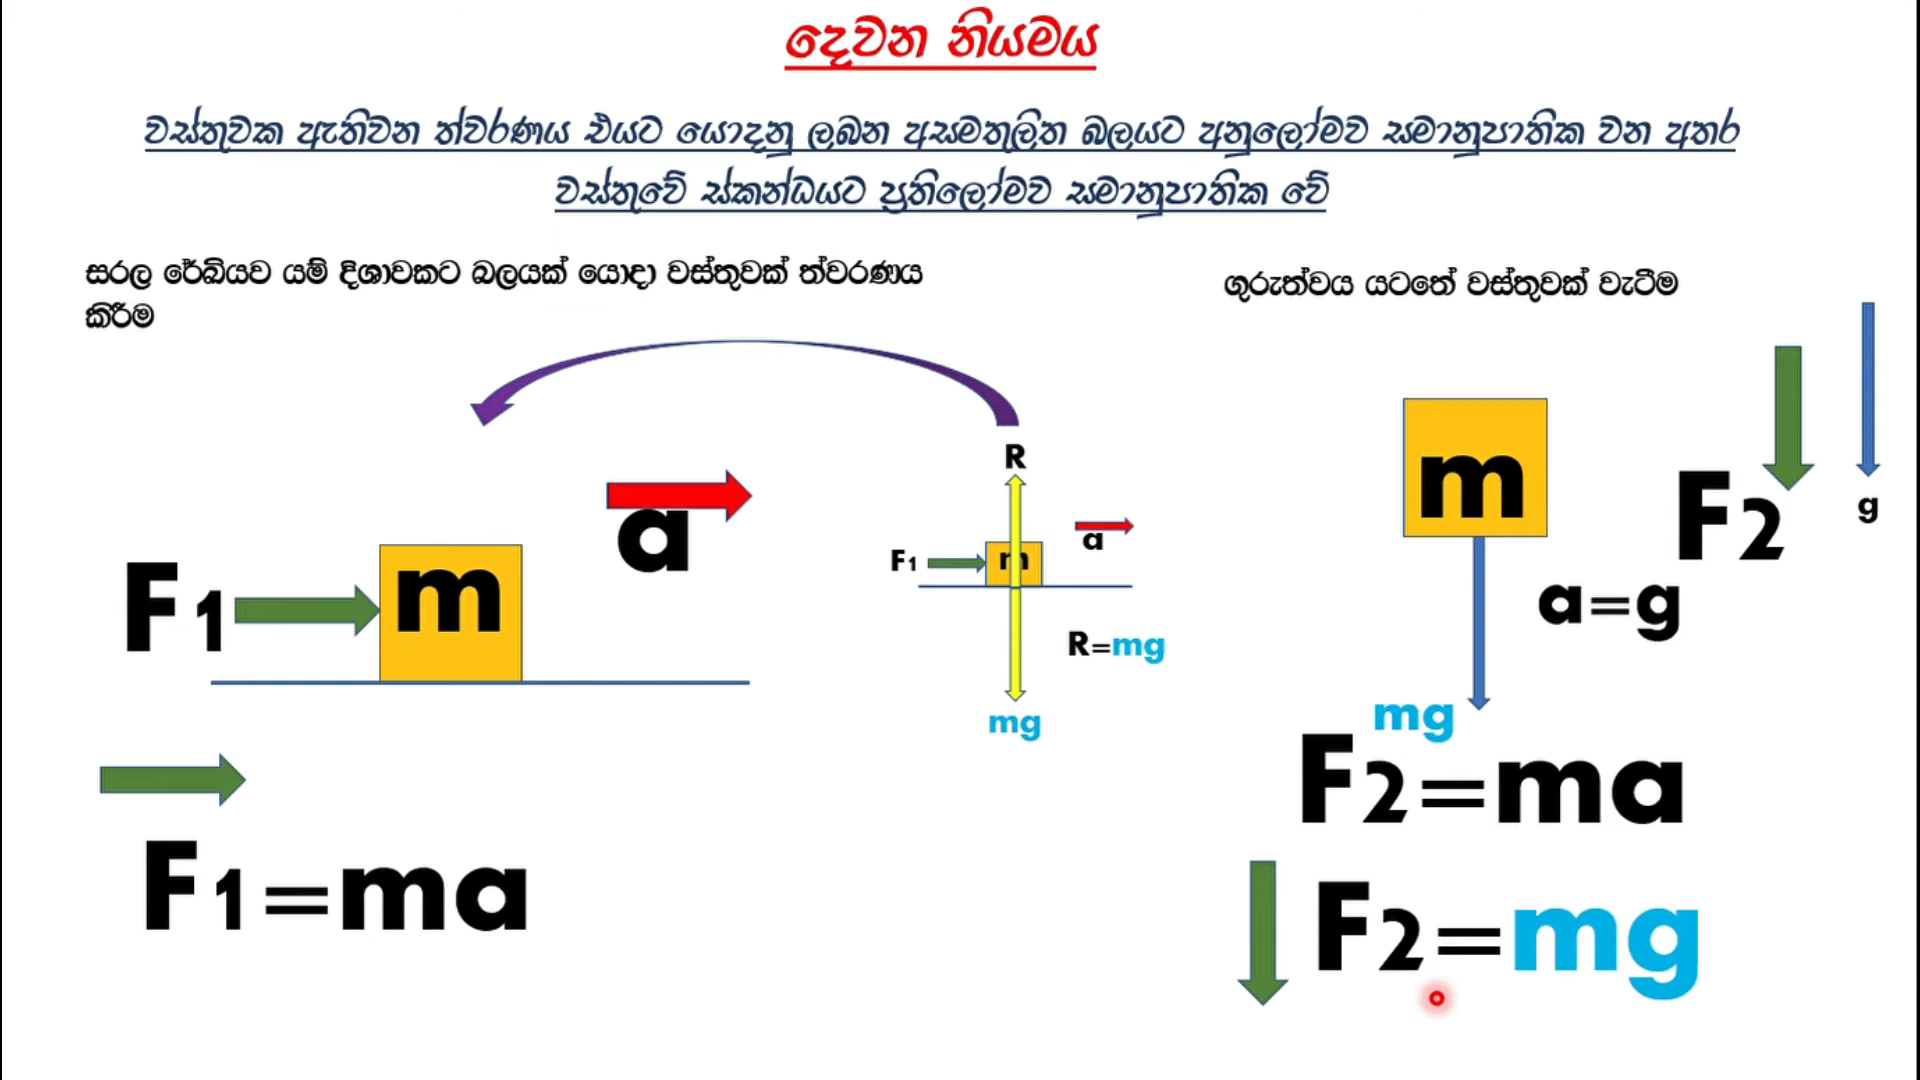 දෙවන නියමය
වස්තුවක ඇතිවන ත්වරණය එයට යොදනු ලබන අසමතුලිත බලයට අනුලෝමව සමානුපාතික වන අතර
වස්තුවේ ස්කන්ධයට ප්‍රතිලෝමව සමානුපාතික වේ
සරල රේඛියව යම් දිශාවකට බලයක් යොදා වස්තුවක් ත්වරණය
කිරීම
ගුරුත්වය යටතේ වස්තුවක් වැටීම
F1
m
a
R
F1
m
a
R=mg
mg
m
F2
g
a=g
mg
F2=ma
F1=ma
F2=mg